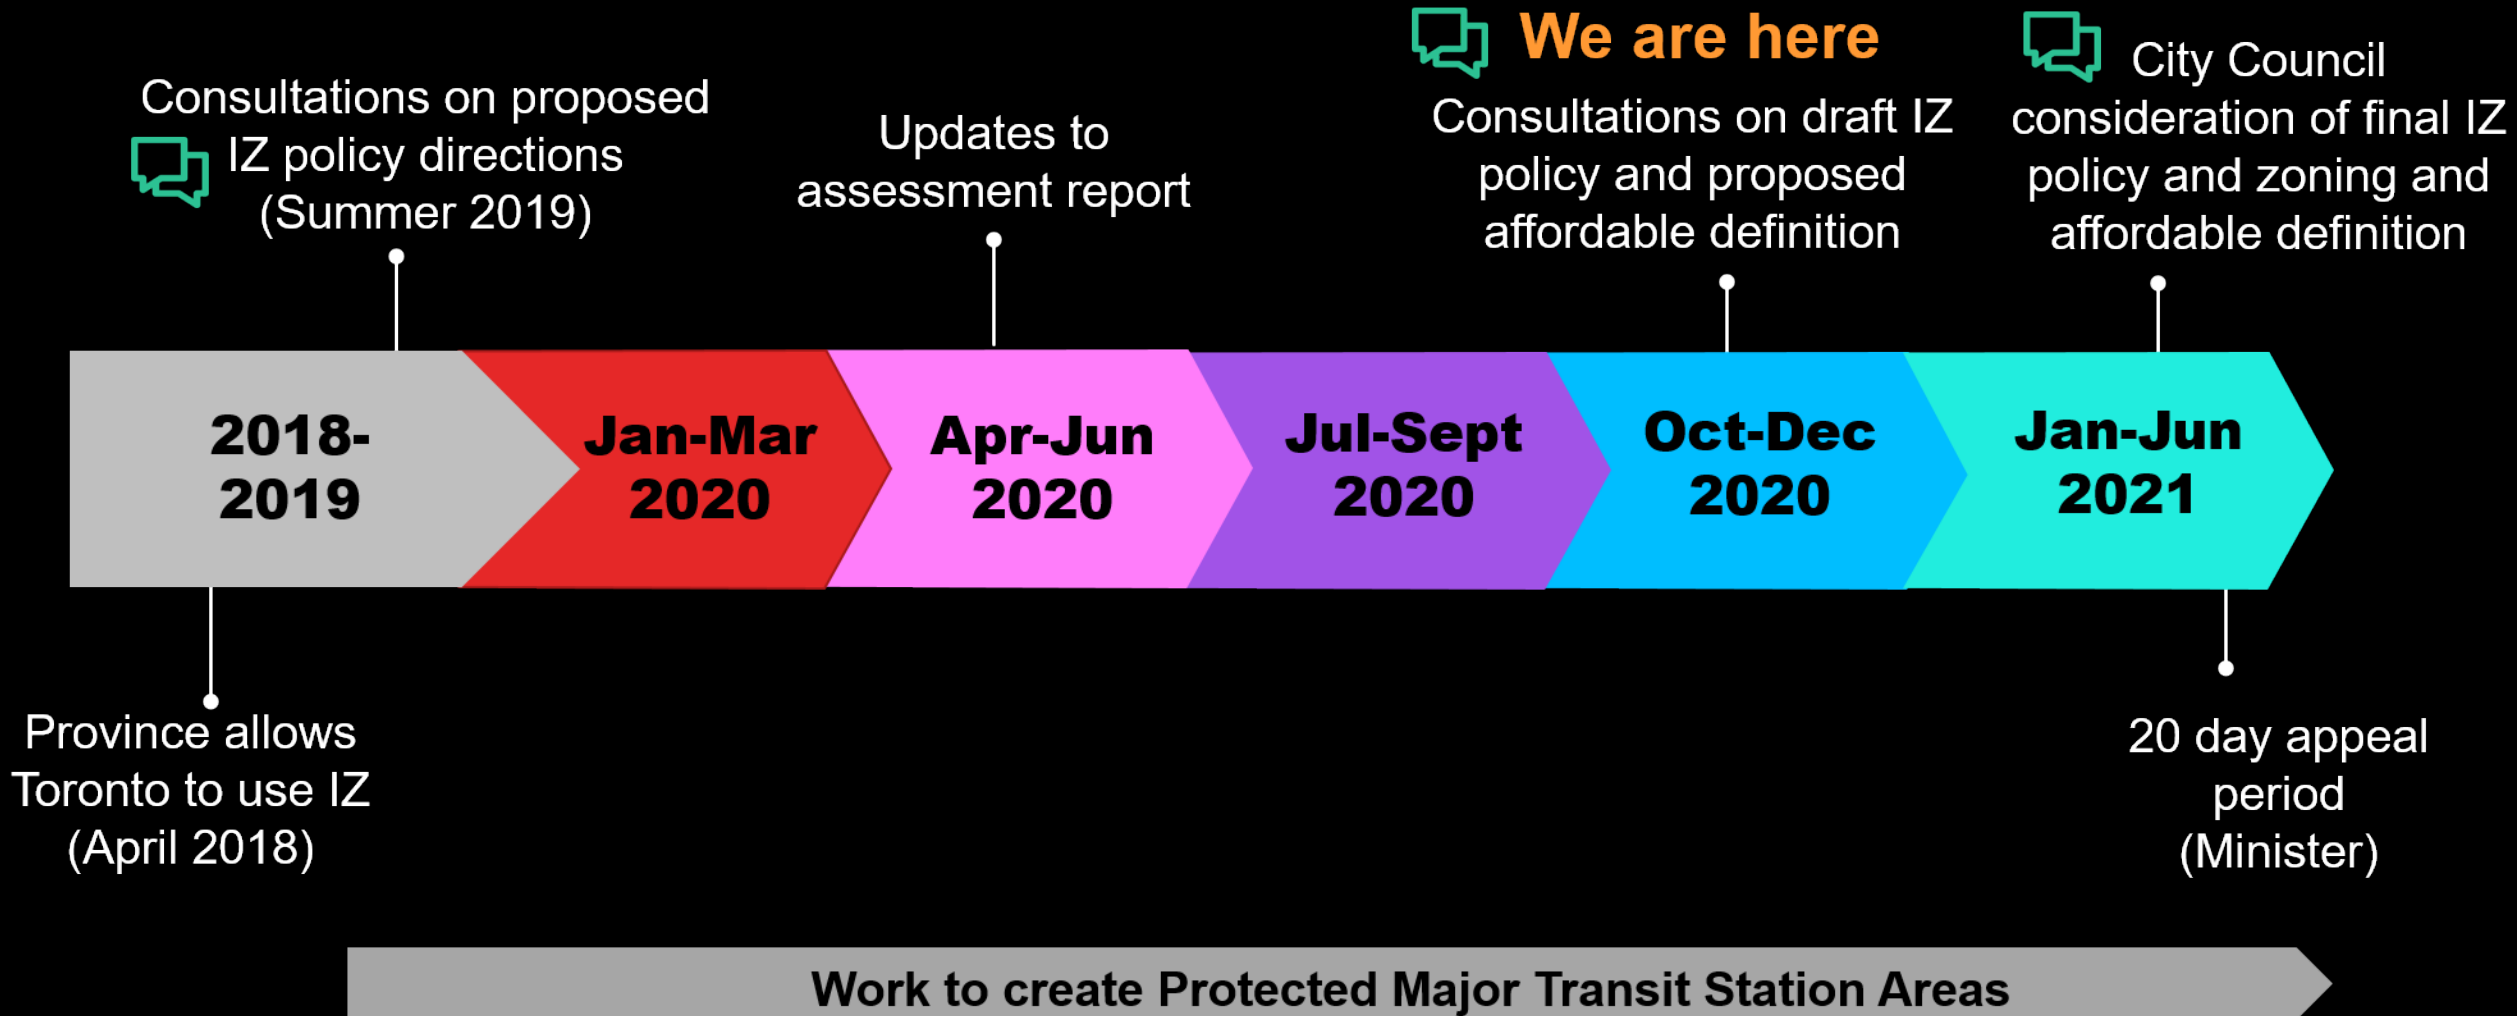 Consultations on proposed
IZ policy directions
(Summer 2019)
Updates to
assessment report
We are here
Consultations on draft IZ
policy and proposed
affordable definition
City Council
consideration of final IZ
policy and zoning and
affordable definition
2018-
2019
Jan-Mar
2020
Apr-Jun
2020
Jul-Sept
2020
Oct-Dec
2020
Jan-Jun
2021
Province allows
Toronto to use IZ
(April 2018)
20 day appeal
period
(Minister)
Work to create Protected Major Transit Station Areas